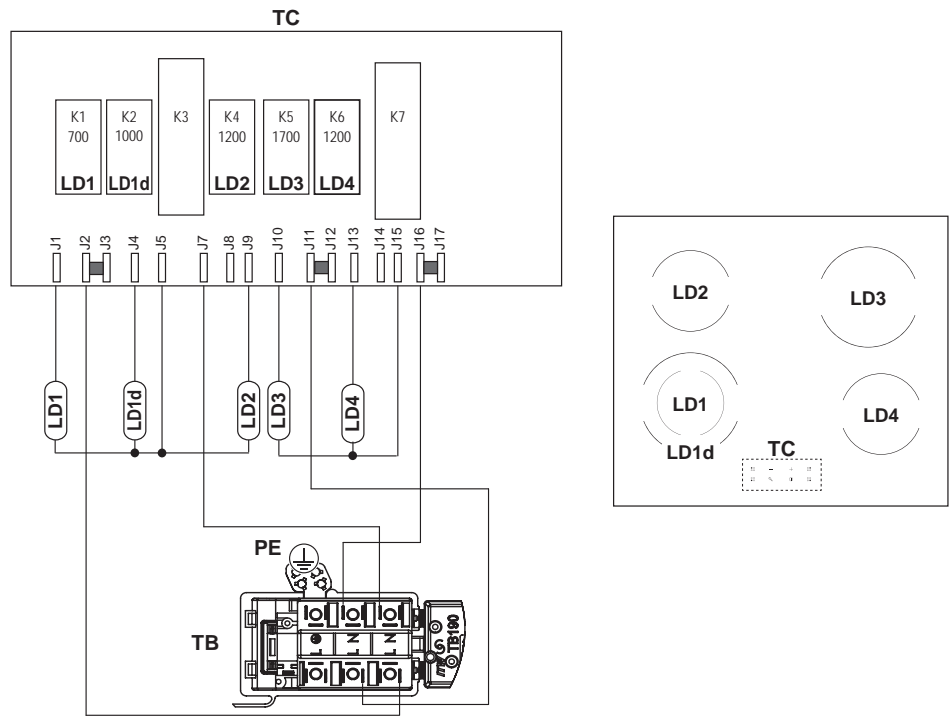 TC
K1
700
LD1
K2
1000
LD1d
K3
K4
1200
LD2
K5
1700
LD3
K6
1200
LD4
K7
J1
J2
J3
J4
J5
J7
J8
J9
J10
J11
J12
J13
J14
J15
J16
J17
LD1
LD1d
LD2
LD3
LD4
PE
TB
L
L N
L N
TB190
LD2
LD3
LD1
LD4
LD1d
TC